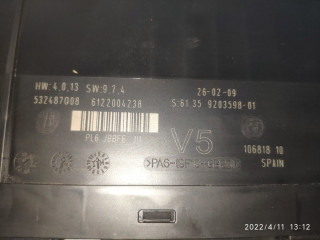 HW:4,0,13 SW:9,7,4 26-02-09
532487008 6122004238 S:61.35 9203598-01
V5
106818 10
SPAIN
2022/4/11 13:12